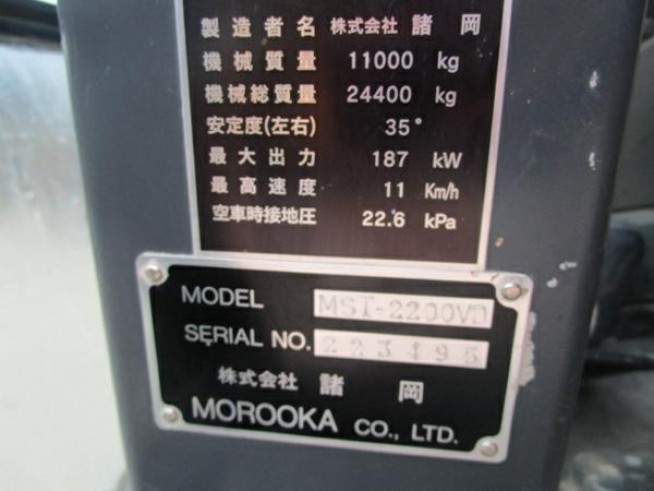 製造者名 株式会社 諸岡
機械質量 11000 kg
機械総質量 24400 kg
安定度(左右) 35°
最大出力 187 kW
最高速度 11 Km/h
空車時接地圧 22.6 kPa
MODEL MST-2200VD
SERIAL NO.
株式会社 諸岡
MOROOKA CO., LTD.